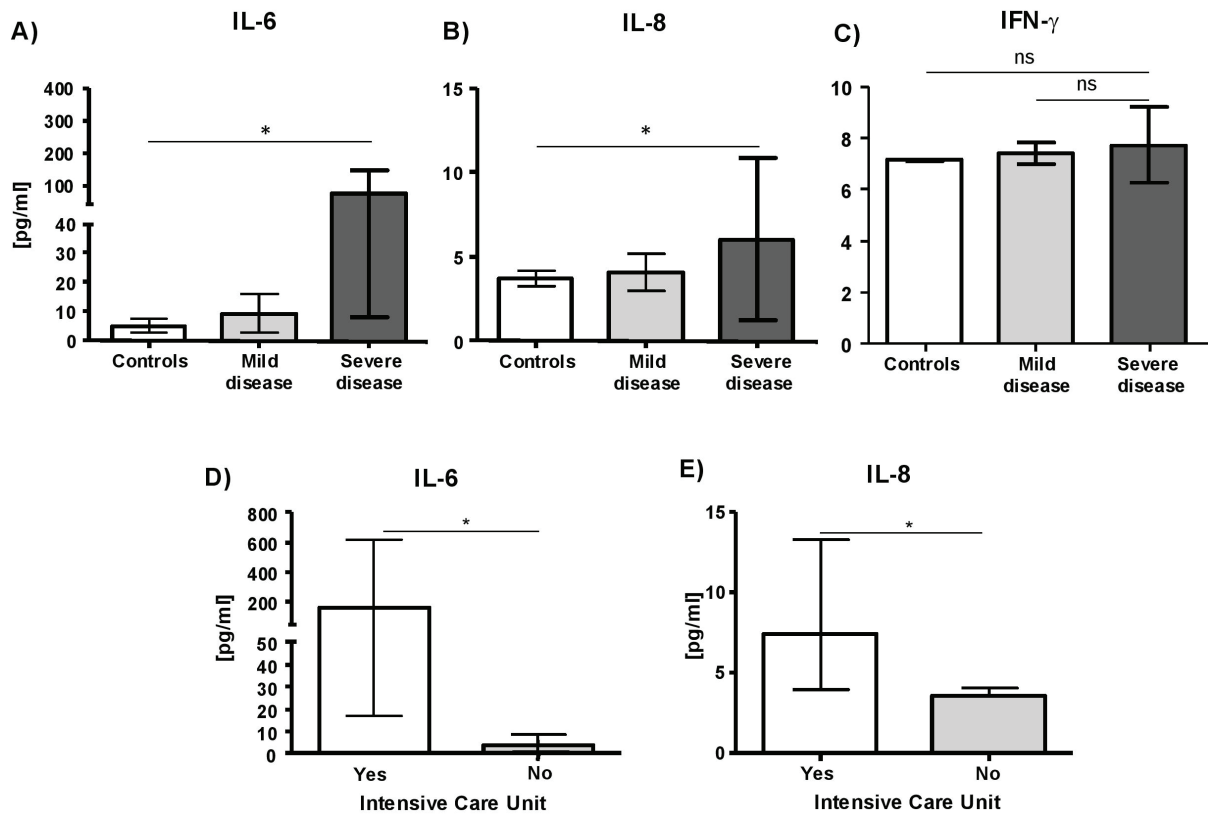 A)
IL-6
400
300
200
100
40
30
20
10
0
[pg/ml]
*
Controls
Mild
disease
Severe
disease
B)
IL-8
15
10
5
0
*
Controls
Mild
disease
Severe
disease
C)
IFN-γ
ns
ns
10
8
6
4
2
0
Controls
Mild
disease
Severe
disease
D)
IL-6
800
600
400
200
50
40
30
20
10
0
[pg/ml]
*
Yes
No
Intensive Care Unit
E)
IL-8
15
10
5
0
[pg/ml]
*
Yes
No
Intensive Care Unit